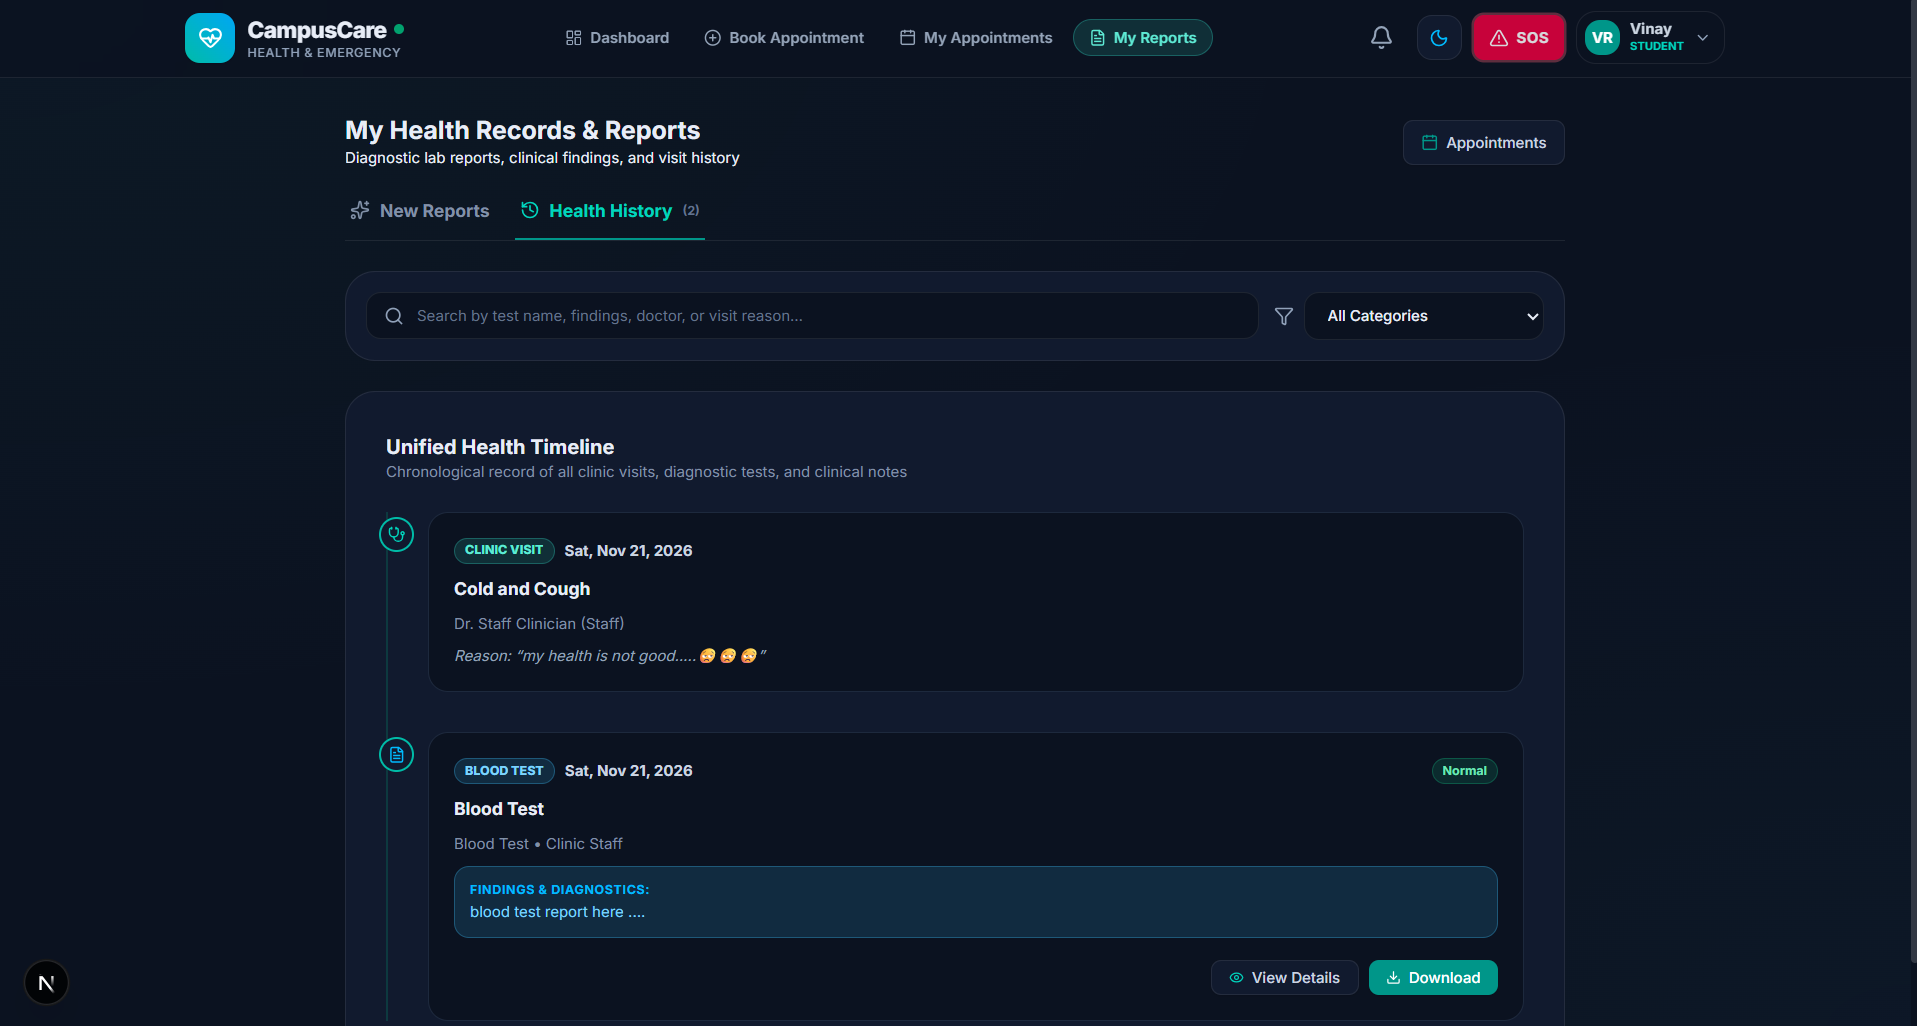 CampusCare
HEALTH & EMERGENCY
Dashboard
Book Appointment
My Appointments
My Reports
SOS
VR
Vinay
STUDENT
My Health Records & Reports
Diagnostic lab reports, clinical findings, and visit history
Appointments
New Reports
Health History (2)
Search by test name, findings, doctor, or visit reason...
All Categories
Unified Health Timeline
Chronological record of all clinic visits, diagnostic tests, and clinical notes
CLINIC VISIT Sat, Nov 21, 2026
Cold and Cough
Dr. Staff Clinician (Staff)
Reason: “my health is not good.....🤕🤕🤕”
BLOOD TEST Sat, Nov 21, 2026
Normal
Blood Test
Blood Test • Clinic Staff
FINDINGS & DIAGNOSTICS:
blood test report here ....
View Details
Download
N